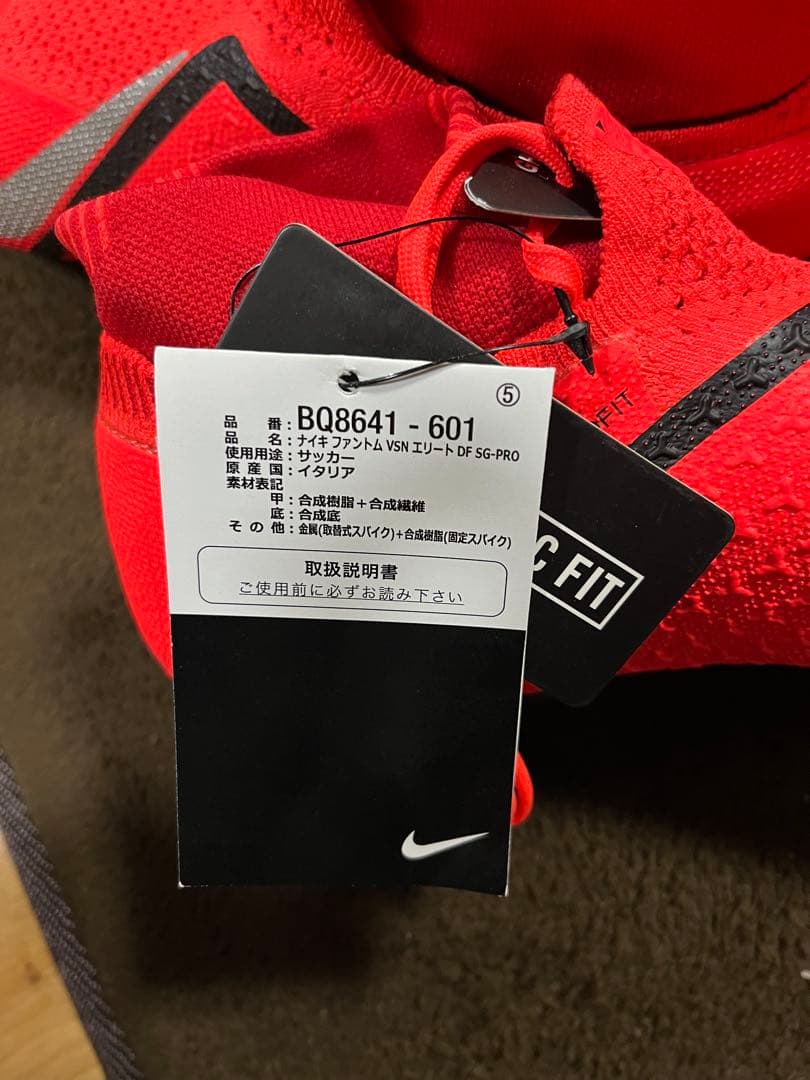 ⑤
品 番：BQ8641 - 601
品 名：ナイキ ファントム VSN エリート DF SG-PRO
使用用途：サッカー
原 産 国：イタリア
素材表記
甲：合成樹脂＋合成繊維
底：合成底
そ の 他：金属(取替式スパイク)＋合成樹脂(固定スパイク)
取扱説明書
ご使用前に必ずお読み下さい
C FIT
FIT